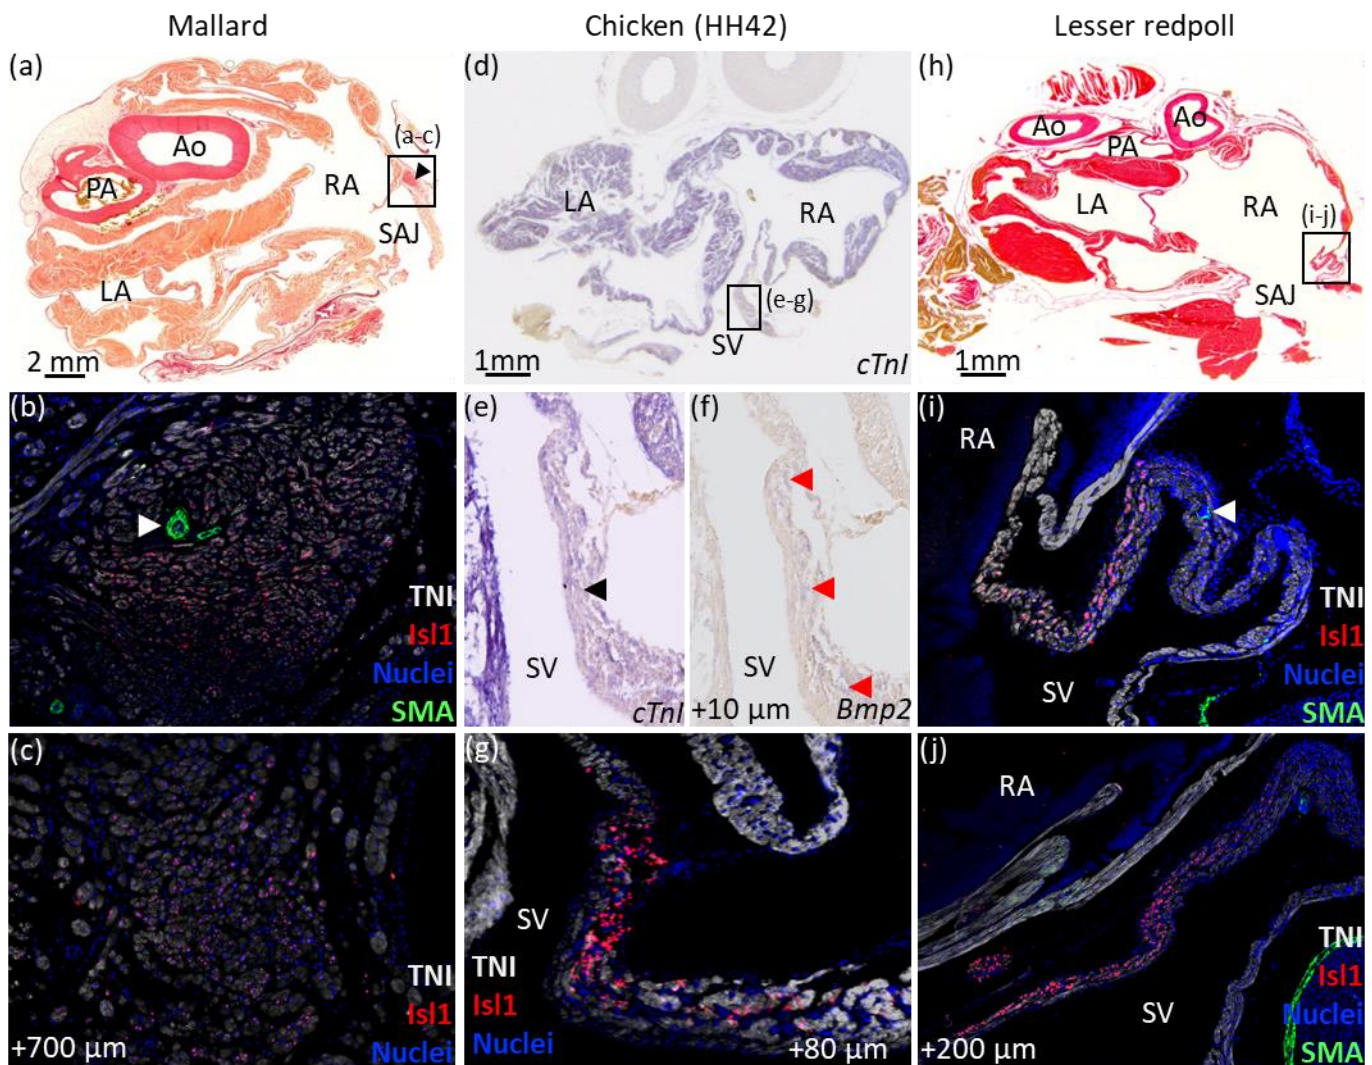 Mallard
Chicken (HH42)
Lesser redpoll
(a)
Ao
(a-c)
PA
RA
SAJ
LA
2 mm
(d)
LA
RA
(e-g)
SV
1mm
cTnI
(h)
Ao
Ao
PA
LA
RA
(i-j)
SAJ
1mm
(b)
TNI
Isl1
Nuclei
SMA
(e)
SV
cTnI
(f)
SV
+10 µm
Bmp2
(i)
RA
SV
TNI
Isl1
Nuclei
SMA
(c)
+700 µm
TNI
Isl1
Nuclei
(g)
SV
TNI
Isl1
Nuclei
+80 µm
(j)
RA
SV
+200 µm
TNI
Isl1
Nuclei
SMA